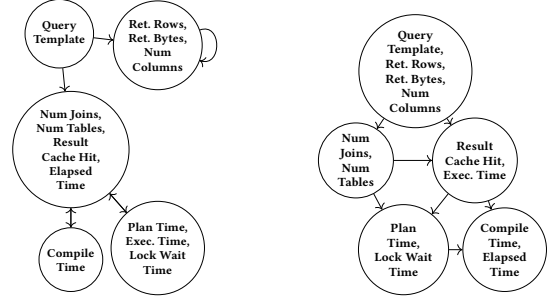 Query
Template
Ret. Rows,
Ret. Bytes,
Num
Columns
Num Joins,
Num Tables,
Result
Cache Hit,
Elapsed
Time
Compile
Time
Plan Time,
Exec. Time,
Lock Wait
Time
Query
Template,
Ret. Rows,
Ret. Bytes,
Num
Columns
Num
Joins,
Num
Tables
Result
Cache Hit,
Exec. Time
Plan
Time,
Lock Wait
Time
Compile
Time,
Elapsed
Time